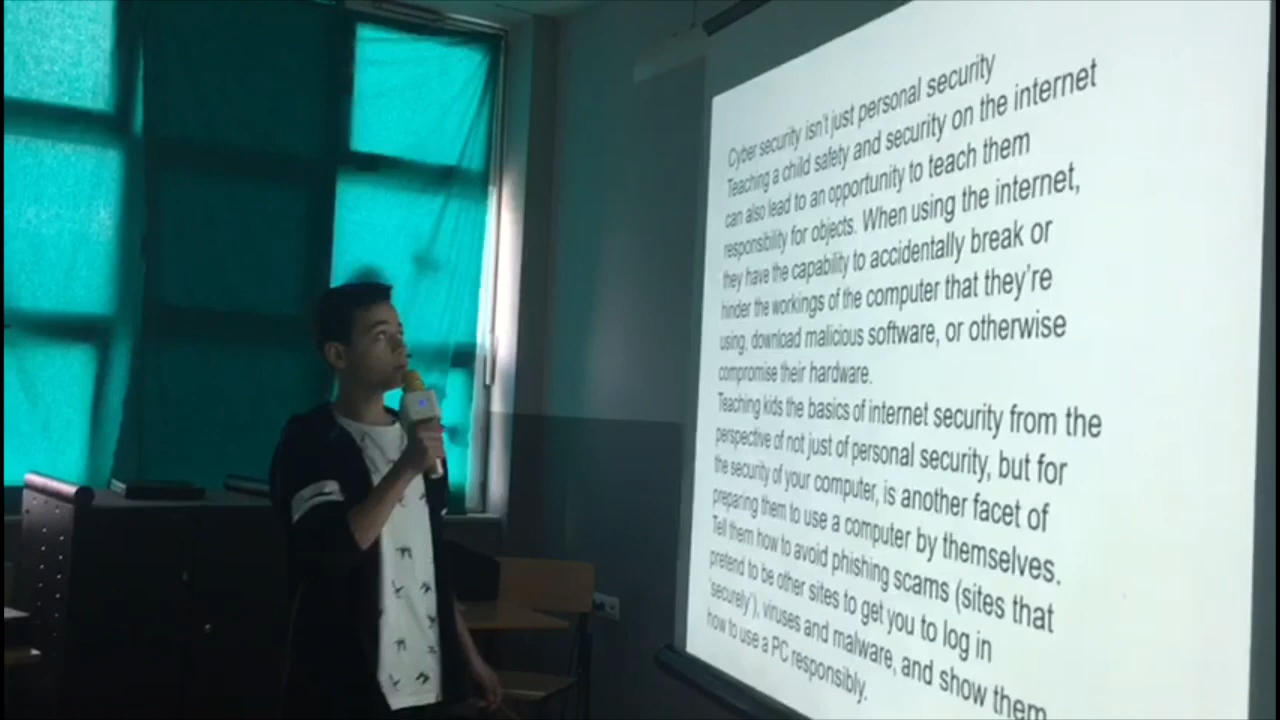 Cyber security isn't just personal security
Teaching a child safety and security on the internet
can also lead to an opportunity to teach them
responsibility for objects. When using the internet,
they have the capability to accidentally break or
hinder the workings of the computer that they're
using, download malicious software, or otherwise
compromise their hardware.
Teaching kids the basics of internet security from the
perspective of not just of personal security, but for
the security of your computer, is another facet of
preparing them to use a computer by themselves.
Tell them how to avoid phishing scams (sites that
pretend to be other sites to get you to log in
'securely'), viruses and malware, and show them
how to use a PC responsibly.